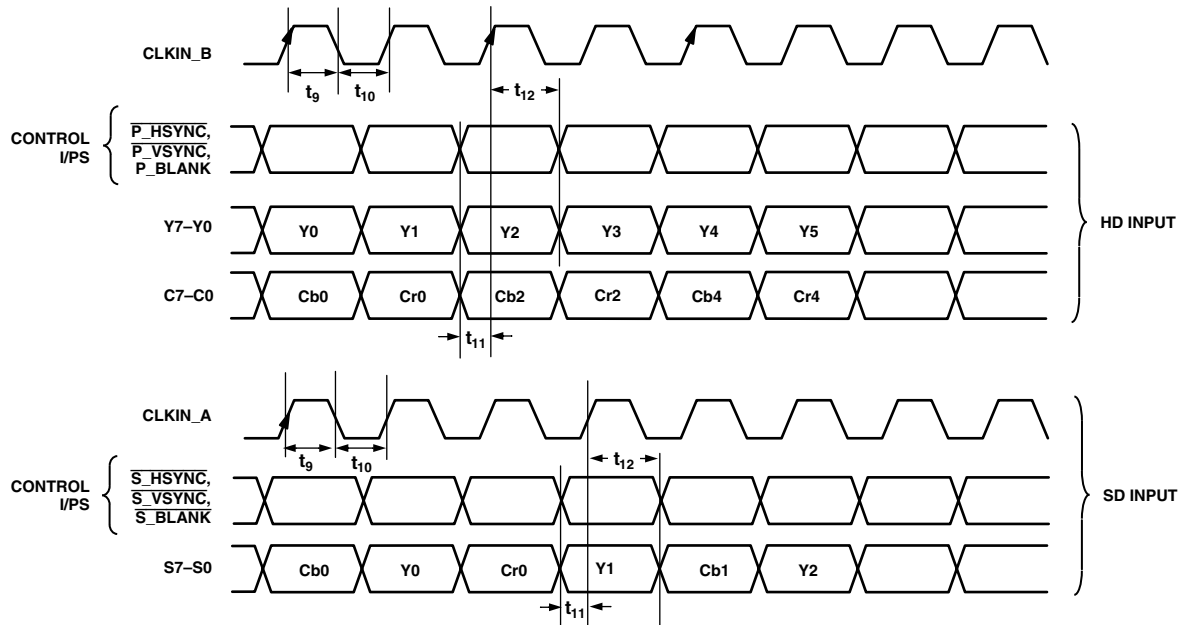 CLKIN_B
t9 t10 t12
CONTROL
I/PS
P_HSYNC,
P_VSYNC,
P_BLANK
Y7–Y0 Y0 Y1 Y2 Y3 Y4 Y5
HD INPUT
C7–C0 Cb0 Cr0 Cb2 Cr2 Cb4 Cr4
t11
CLKIN_A
t9 t10 t12
CONTROL
I/PS
S_HSYNC,
S_VSYNC,
S_BLANK
SD INPUT
S7–S0 Cb0 Y0 Cr0 Y1 Cb1 Y2
t11